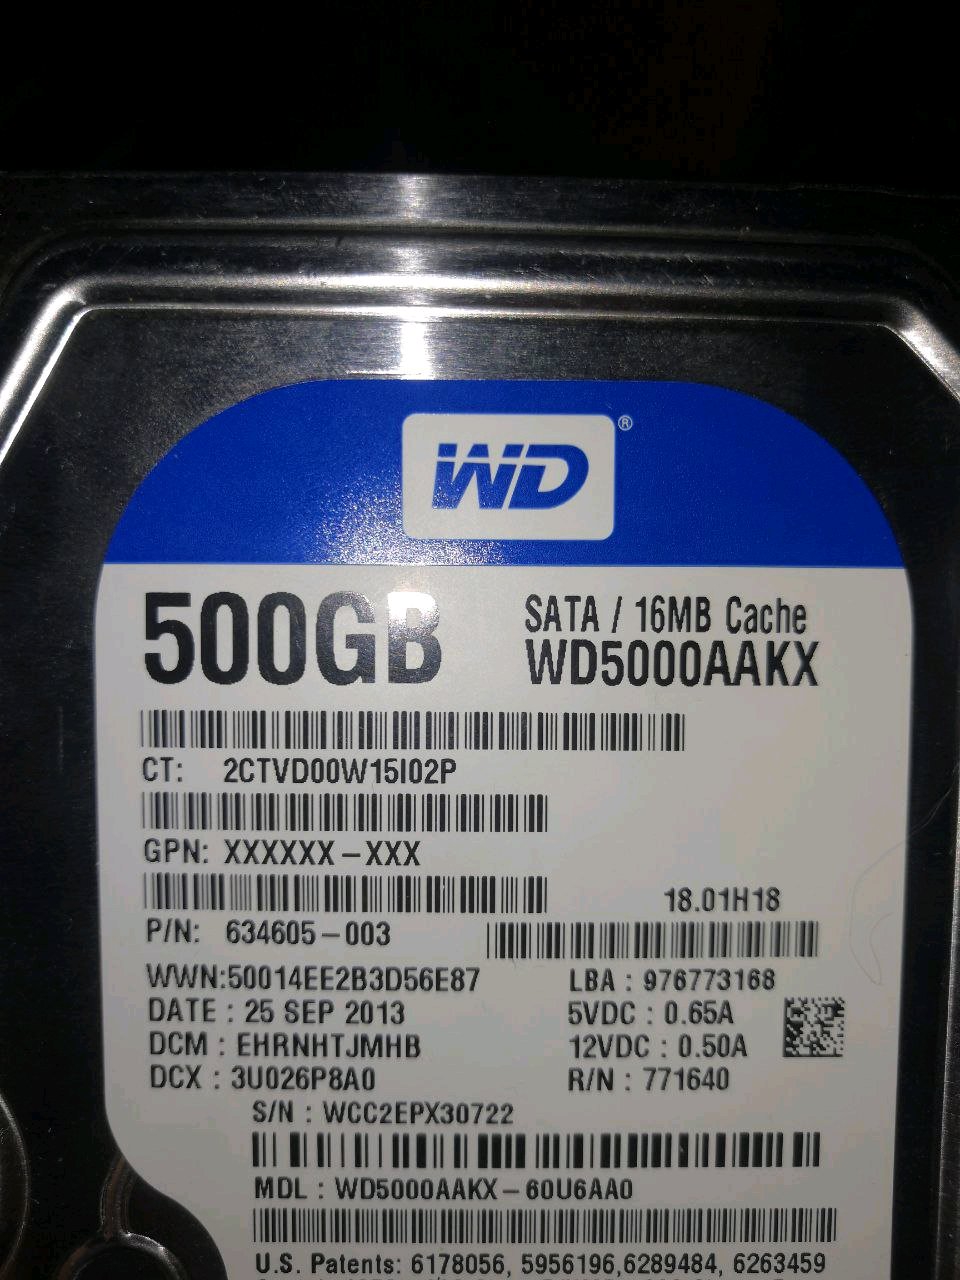 WD®
500GB
SATA / 16MB Cache
WD5000AAKX
CT: 2CTVD00W15I02P
GPN: XXXXXX-XXX
18.01H18
P/N: 634605-003
WWN:50014EE2B3D56E87
LBA : 976773168
DATE : 25 SEP 2013
5VDC : 0.65A
DCM : EHRNHTJMHB
12VDC : 0.50A
DCX : 3U026P8A0
R/N : 771640
S/N : WCC2EPX30722
MDL : WD5000AAKX-60U6AA0
U.S. Patents: 6178056, 5956196,6289484, 6263459